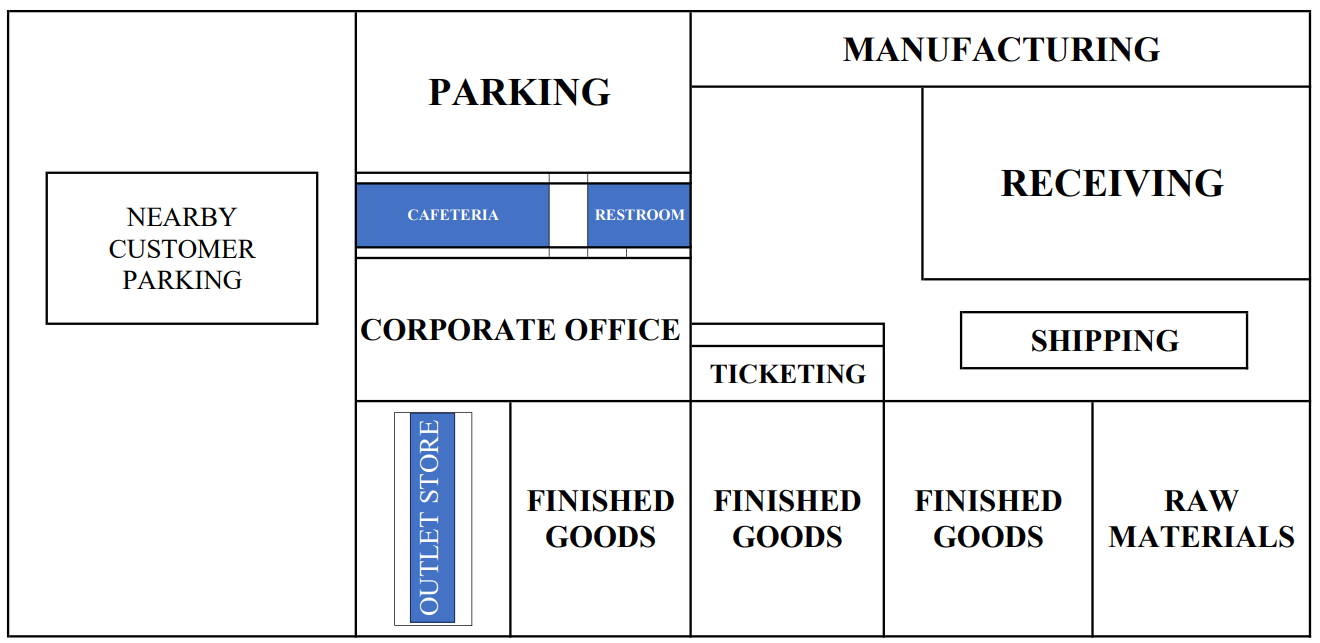 MANUFACTURING
PARKING
RECEIVING
NEARBY
CUSTOMER
PARKING
CAFETERIA
RESTROOM
CORPORATE OFFICE
SHIPPING
TICKETING
OUTLET STORE
FINISHED
GOODS
FINISHED
GOODS
FINISHED
GOODS
RAW
MATERIALS